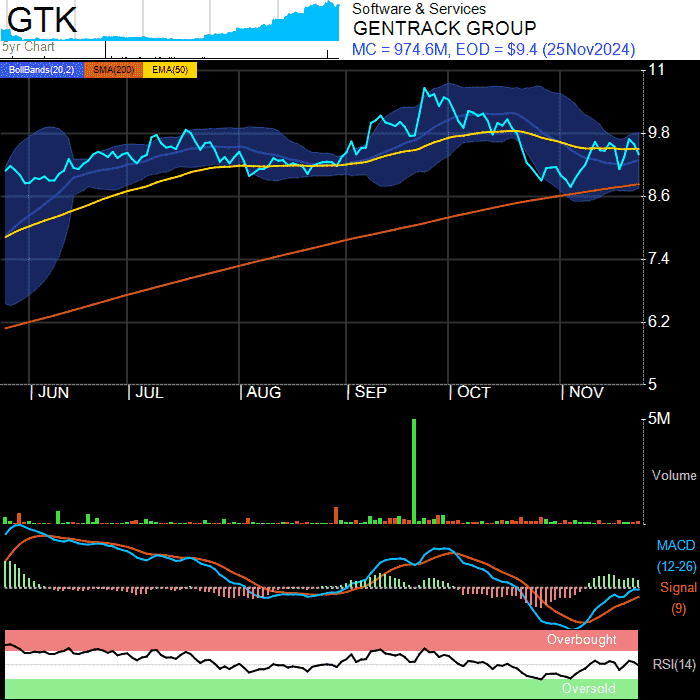 GTK
5yr Chart
Software & Services
GENTRACK GROUP
MC = 974.6M, EOD = $9.4 (25Nov2024)
BollBands(20,2) SMA(200) EMA(50)
11
9.8
8.6
7.4
6.2
5
JUN JUL AUG SEP OCT NOV
5M
Volume
MACD
(12-26)
Signal
(9)
Overbought
RSI(14)
Oversold